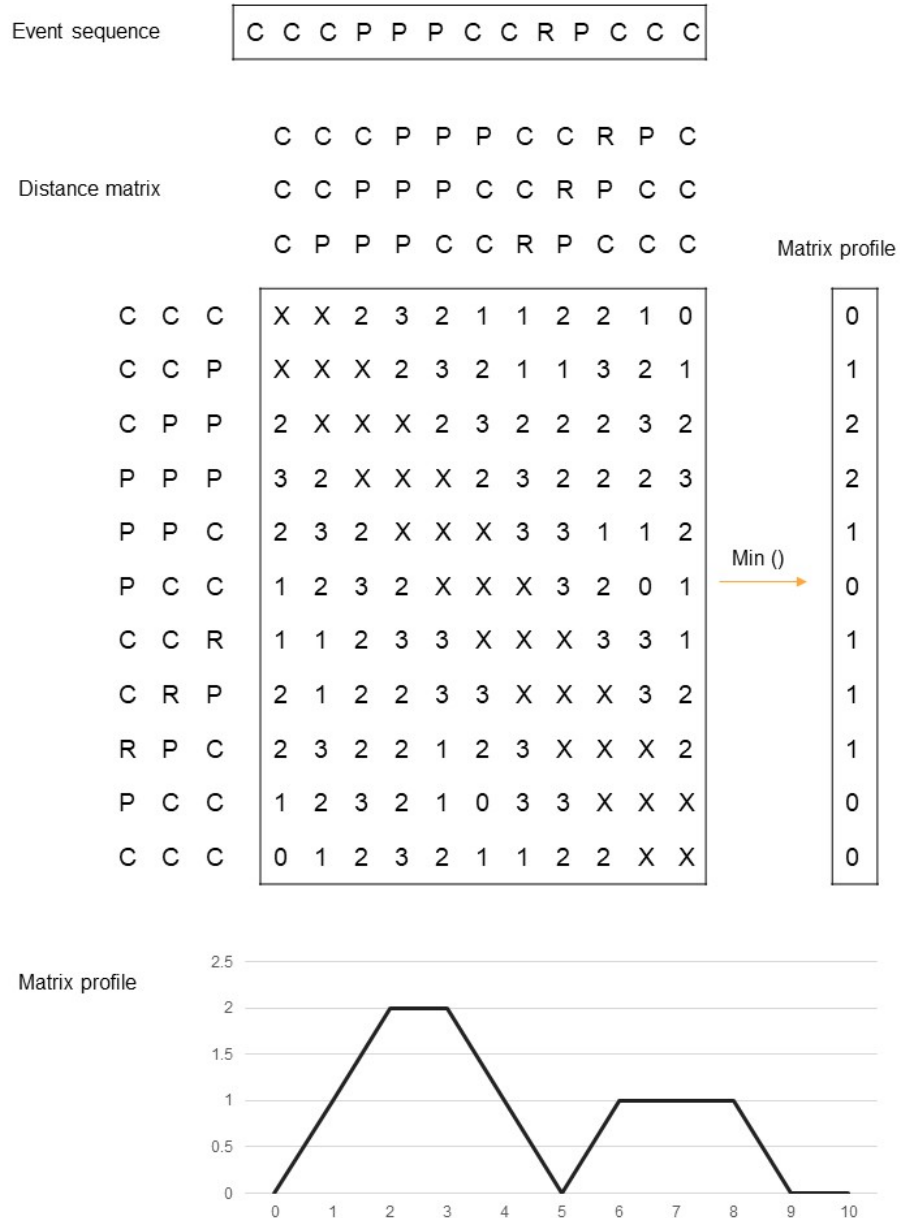 Event sequence C C C P P P C C R P C C C
C C C P P P C C R P C
Distance matrix C C P P P C C R P C C
C P P P C C R P C C C
Matrix profile
C C C X X 2 3 2 1 1 2 2 1 0 0
C C P X X X 2 3 2 1 1 3 2 1 1
C P P 2 X X X 2 3 2 2 2 3 2 2
P P P 3 2 X X X 2 3 2 2 2 3 2
P P C 2 3 2 X X X 3 3 1 1 2 1
Min ()
P C C 1 2 3 2 X X X 3 2 0 1 0
C C R 1 1 2 3 3 X X X 3 3 1 1
C R P 2 1 2 2 3 3 X X X 3 2 1
R P C 2 3 2 2 1 2 3 X X X 2 1
P C C 1 2 3 2 1 0 3 3 X X X 0
C C C 0 1 2 3 2 1 1 2 2 X X 0
Matrix profile
2.5
2
1.5
1
0.5
0
0 1 2 3 4 5 6 7 8 9 10